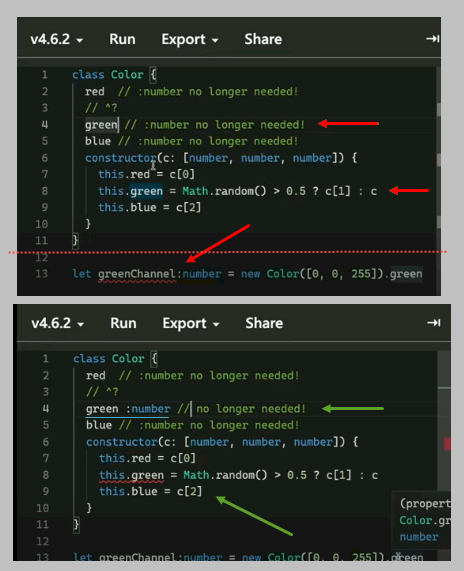 v4.6.2 Run Export Share
1 class Color {
2 red // :number no longer needed!
3 // ^?
4 green // :number no longer needed!
5 blue // :number no longer needed!
6 constructor(c: [number, number, number]) {
7 this.red = c[0]
8 this.green = Math.random() > 0.5 ? c[1] : c
9 this.blue = c[2]
10 }
11 }
12
13 let greenChannel:number = new Color([0, 0, 255]).green
v4.6.2 Run Export Share
1 class Color {
2 red // :number no longer needed!
3 // ^?
4 green :number // no longer needed!
5 blue // :number no longer needed!
6 constructor(c: [number, number, number]) {
7 this.red = c[0]
8 this.green = Math.random() > 0.5 ? c[1] : c
9 this.blue = c[2]
10 }
(propert
11 }
Color.gr
12
number
13 let greenChannel:number = new Color([0, 0, 255]).green